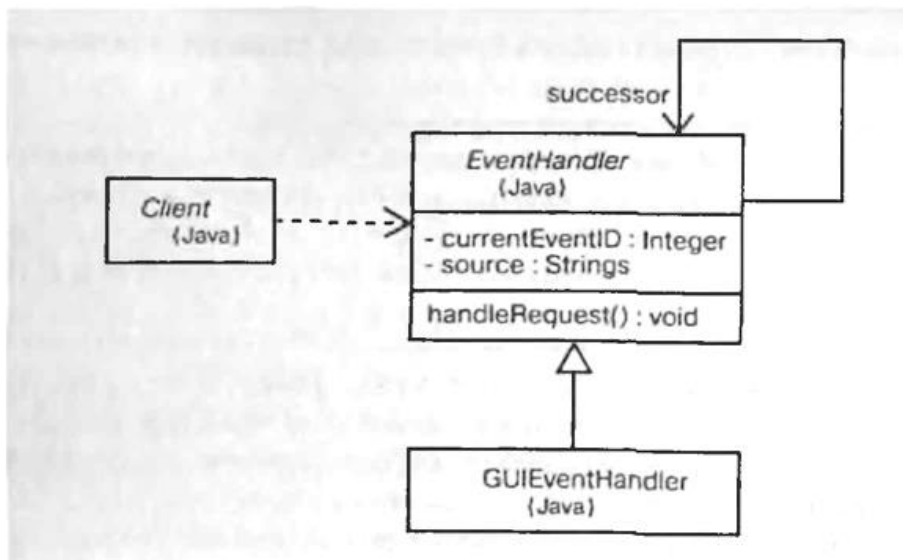 successor
EventHandler
{Java}
Client
{Java}
- currentEventID : Integer
- source : Strings
handleRequest() : void
GUIEventHandler
{Java}